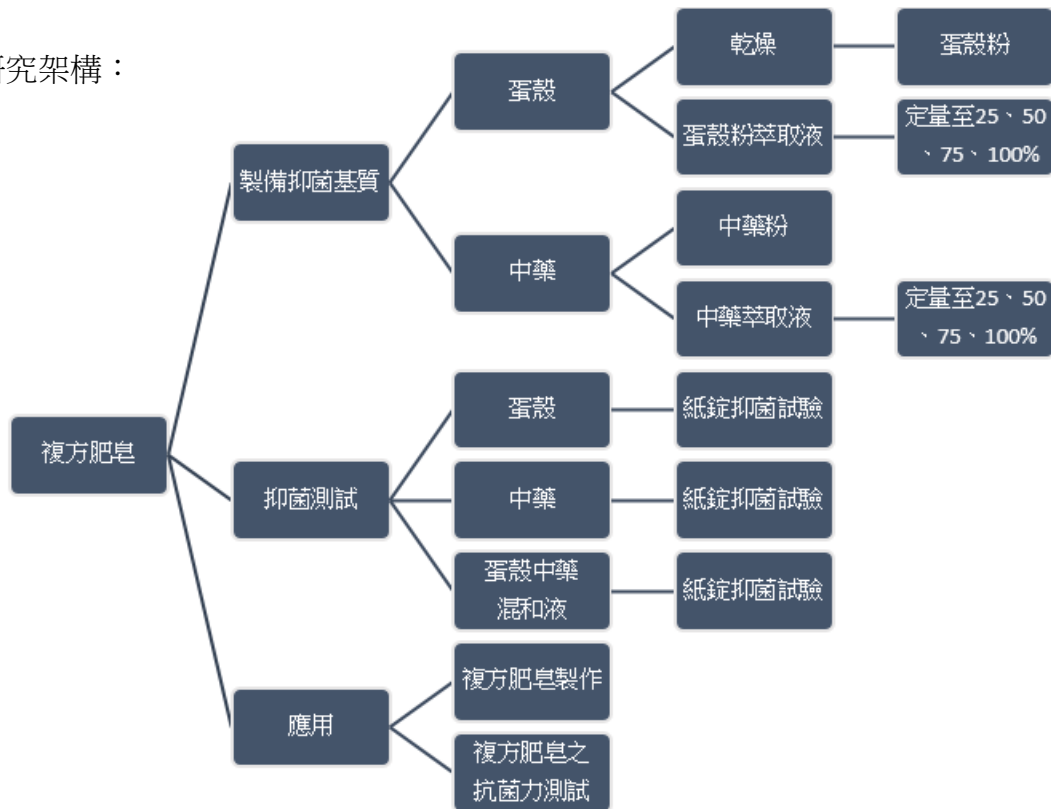 研究架構：
複方肥皂
製備抑菌基質
蛋殼
乾燥
蛋殼粉
蛋殼粉萃取液
定量至25、50
、75、100%
中藥
中藥粉
中藥萃取液
定量至25、50
、75、100%
抑菌測試
蛋殼
紙錠抑菌試驗
中藥
紙錠抑菌試驗
蛋殼中藥
混和液
紙錠抑菌試驗
應用
複方肥皂製作
複方肥皂之
抗菌力測試